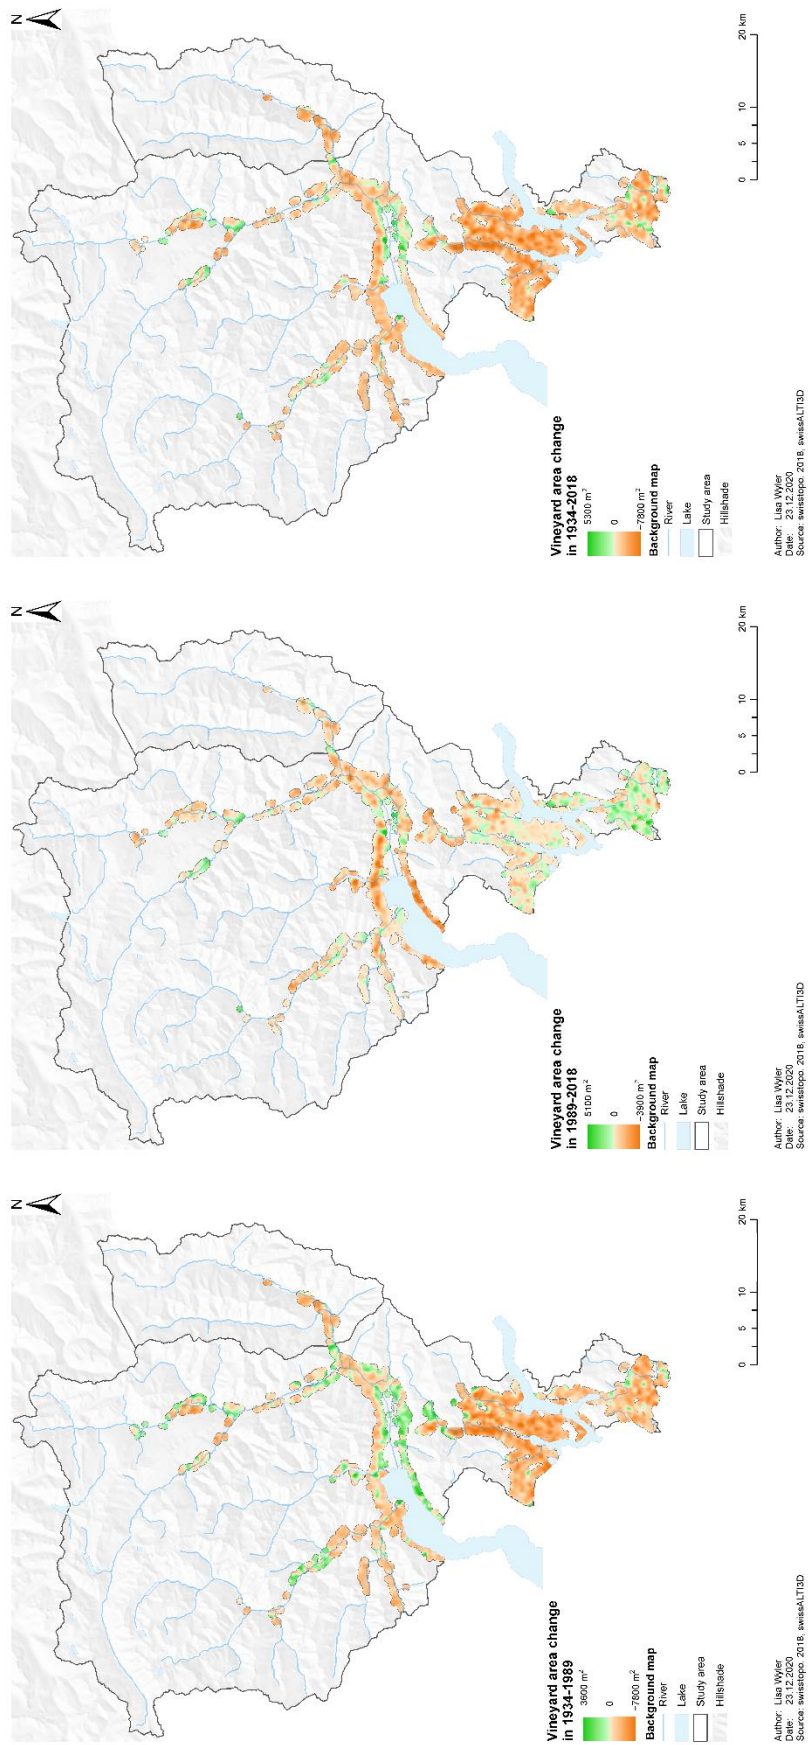 N
Vineyard area change
in 1934-1989
3600 m²
0
−7800 m²
Background map
River
Lake
Study area
Hillshade
0 5 10 20 km
Author: Lisa Wyler
Date: 23.12.2020
Source: swisstopo. 2018, swissALTI3D
N
Vineyard area change
in 1989-2018
5100 m²
0
−3900 m²
Background map
River
Lake
Study area
Hillshade
0 5 10 20 km
Author: Lisa Wyler
Date: 23.12.2020
Source: swisstopo. 2018, swissALTI3D
N
Vineyard area change
in 1934-2018
5300 m²
0
−7800 m²
Background map
River
Lake
Study area
Hillshade
0 5 10 20 km
Author: Lisa Wyler
Date: 23.12.2020
Source: swisstopo. 2018, swissALTI3D